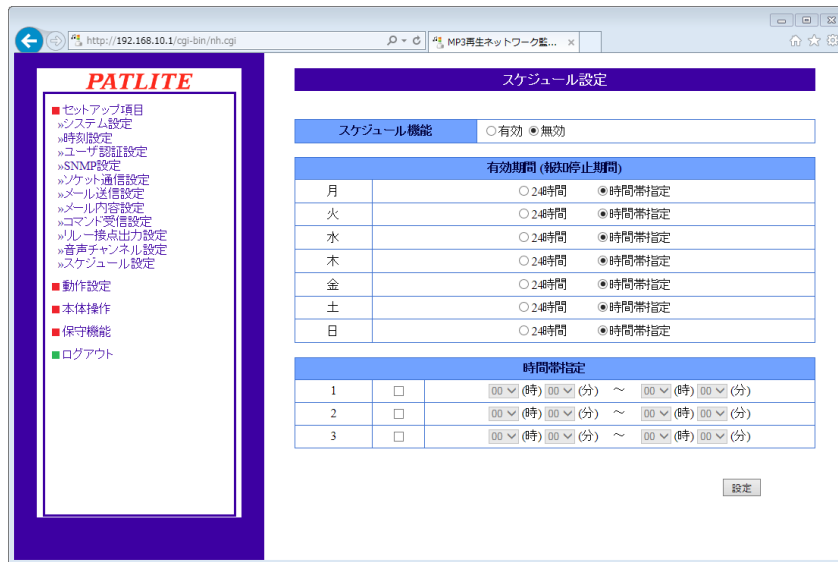 http://192.168.10.1/cgi-bin/nh.cgi
MP3再生ネットワーク監...
PATLITE
セットアップ項目
»システム設定
»時刻設定
»ユーザ認証設定
»SNMP設定
»ソケット通信設定
»メール送信設定
»メール内容設定
»コマンド受信設定
»リレー接点出力設定
»音声チャンネル設定
»スケジュール設定
動作設定
本体操作
保守機能
ログアウト
スケジュール設定
スケジュール機能 有効 無効
有効期間 (報知停止期間)
月 24時間 時間帯指定
火 24時間 時間帯指定
水 24時間 時間帯指定
木 24時間 時間帯指定
金 24時間 時間帯指定
土 24時間 時間帯指定
日 24時間 時間帯指定
時間帯指定
1 00 (時) 00 (分) ～ 00 (時) 00 (分)
2 00 (時) 00 (分) ～ 00 (時) 00 (分)
3 00 (時) 00 (分) ～ 00 (時) 00 (分)
設定